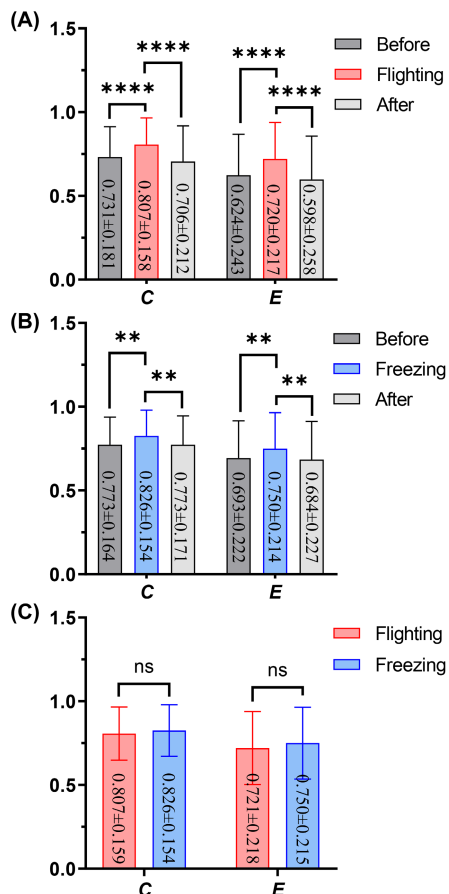 (A)
1.5
1.0
0.5
0.0
****
****
****
****
Before
Flighting
After
0.731±0.181
0.807±0.158
0.706±0.212
0.624±0.243
0.720±0.217
0.598±0.258
C
E
(B)
1.5
1.0
0.5
0.0
**
**
**
**
Before
Freezing
After
0.773±0.164
0.826±0.154
0.773±0.171
0.693±0.222
0.750±0.214
0.684±0.227
C
E
(C)
1.5
1.0
0.5
0.0
ns
ns
Flighting
Freezing
0.807±0.159
0.826±0.154
0.721±0.218
0.750±0.215
C
E